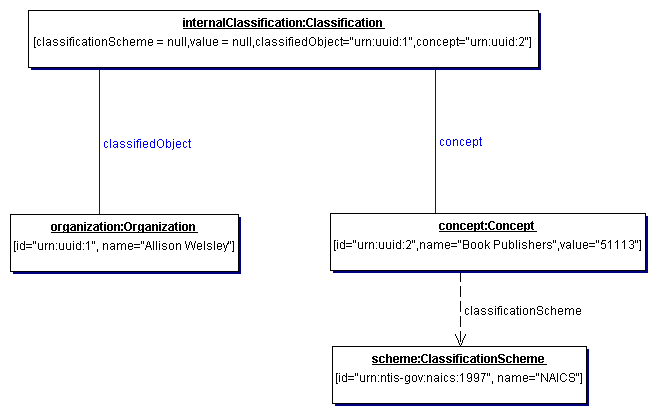 internalClassification:Classification
[classificationScheme = null,value = null,classifiedObject="urn:uuid:1",concept="urn:uuid:2"]
classifiedObject
concept
organization:Organization
[id="urn:uuid:1", name="Allison Welsley"]
concept:Concept
[id="urn:uuid:2",name="Book Publishers",value="51113"]
classificationScheme
scheme:ClassificationScheme
[id="urn:ntis-gov:naics:1997", name="NAICS"]